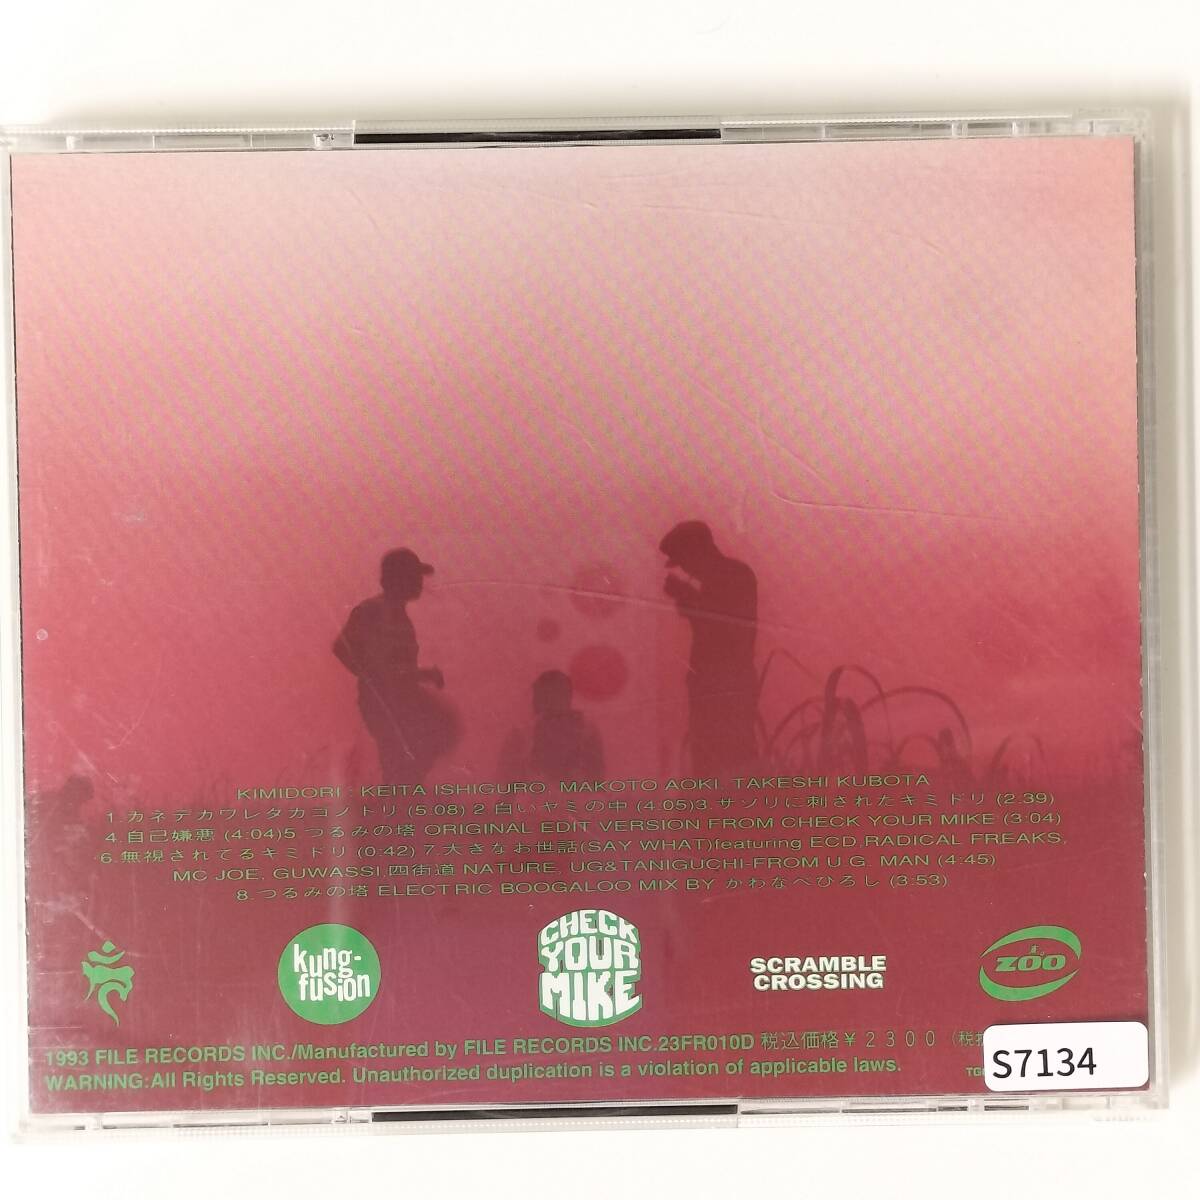 KIMIDORI : KEITA ISHIGURO, MAKOTO AOKI, TAKESHI KUBOTA
1.カネデカワレタカヨノトリ (5:08) 2.白いヤミの中 (4:05)3.サソリに刺されたキミドリ (2:39)
4.自己嫌悪 (4:04)5.つるみの塔 ORIGINAL EDIT VERSION FROM CHECK YOUR MIKE (3:04)
6.無視されてるキミドリ (0:42) 7.大きなお世話(SAY WHAT)featuring ECD,RADICAL FREAKS,
MC JOE, GUWASSI,四街道 NATURE, UG&TANIGUCHI-FROM U.G. MAN (4:45)
8.つるみの塔 ELECTRIC BOOGALOO MIX BY かわなべひろし (3:53)
kung-
fusion
CHECK
YOUR
MIKE
SCRAMBLE
CROSSING
ZOO
1993 FILE RECORDS INC./Manufactured by FILE RECORDS INC.23FR010D 税込価格¥2300(税抜
WARNING:All Rights Reserved. Unauthorized duplication is a violation of applicable laws.
S7134